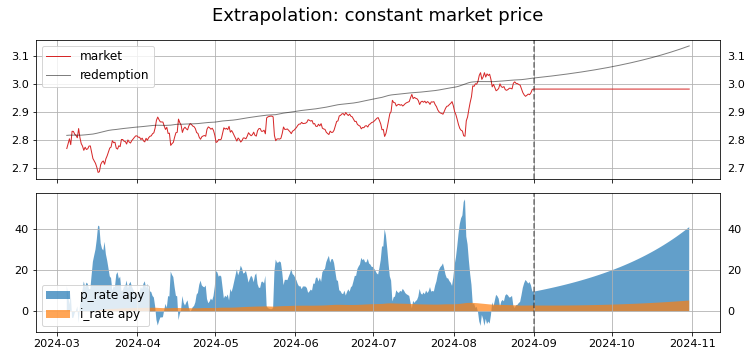 Extrapolation: constant market price
market
redemption
3.1 3.1
3.0 3.0
2.9 2.9
2.8 2.8
2.7 2.7
40 40
20 20
0 0
p_rate apy
i_rate apy
2024-03 2024-04 2024-05 2024-06 2024-07 2024-08 2024-09 2024-10 2024-11